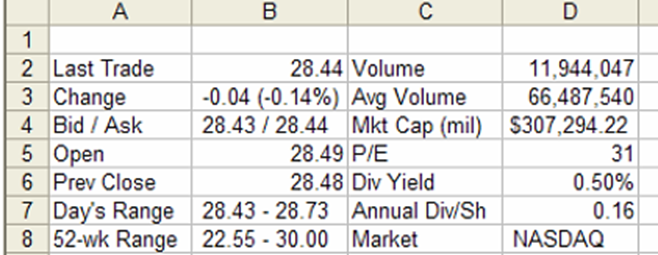 A B C D
1
2 Last Trade 28.44 Volume 11,944,047
3 Change -0.04 (-0.14%) Avg Volume 66,487,540
4 Bid / Ask 28.43 / 28.44 Mkt Cap (mil) $307,294.22
5 Open 28.49 P/E 31
6 Prev Close 28.48 Div Yield 0.50%
7 Day's Range 28.43 - 28.73 Annual Div/Sh 0.16
8 52-wk Range 22.55 - 30.00 Market NASDAQ